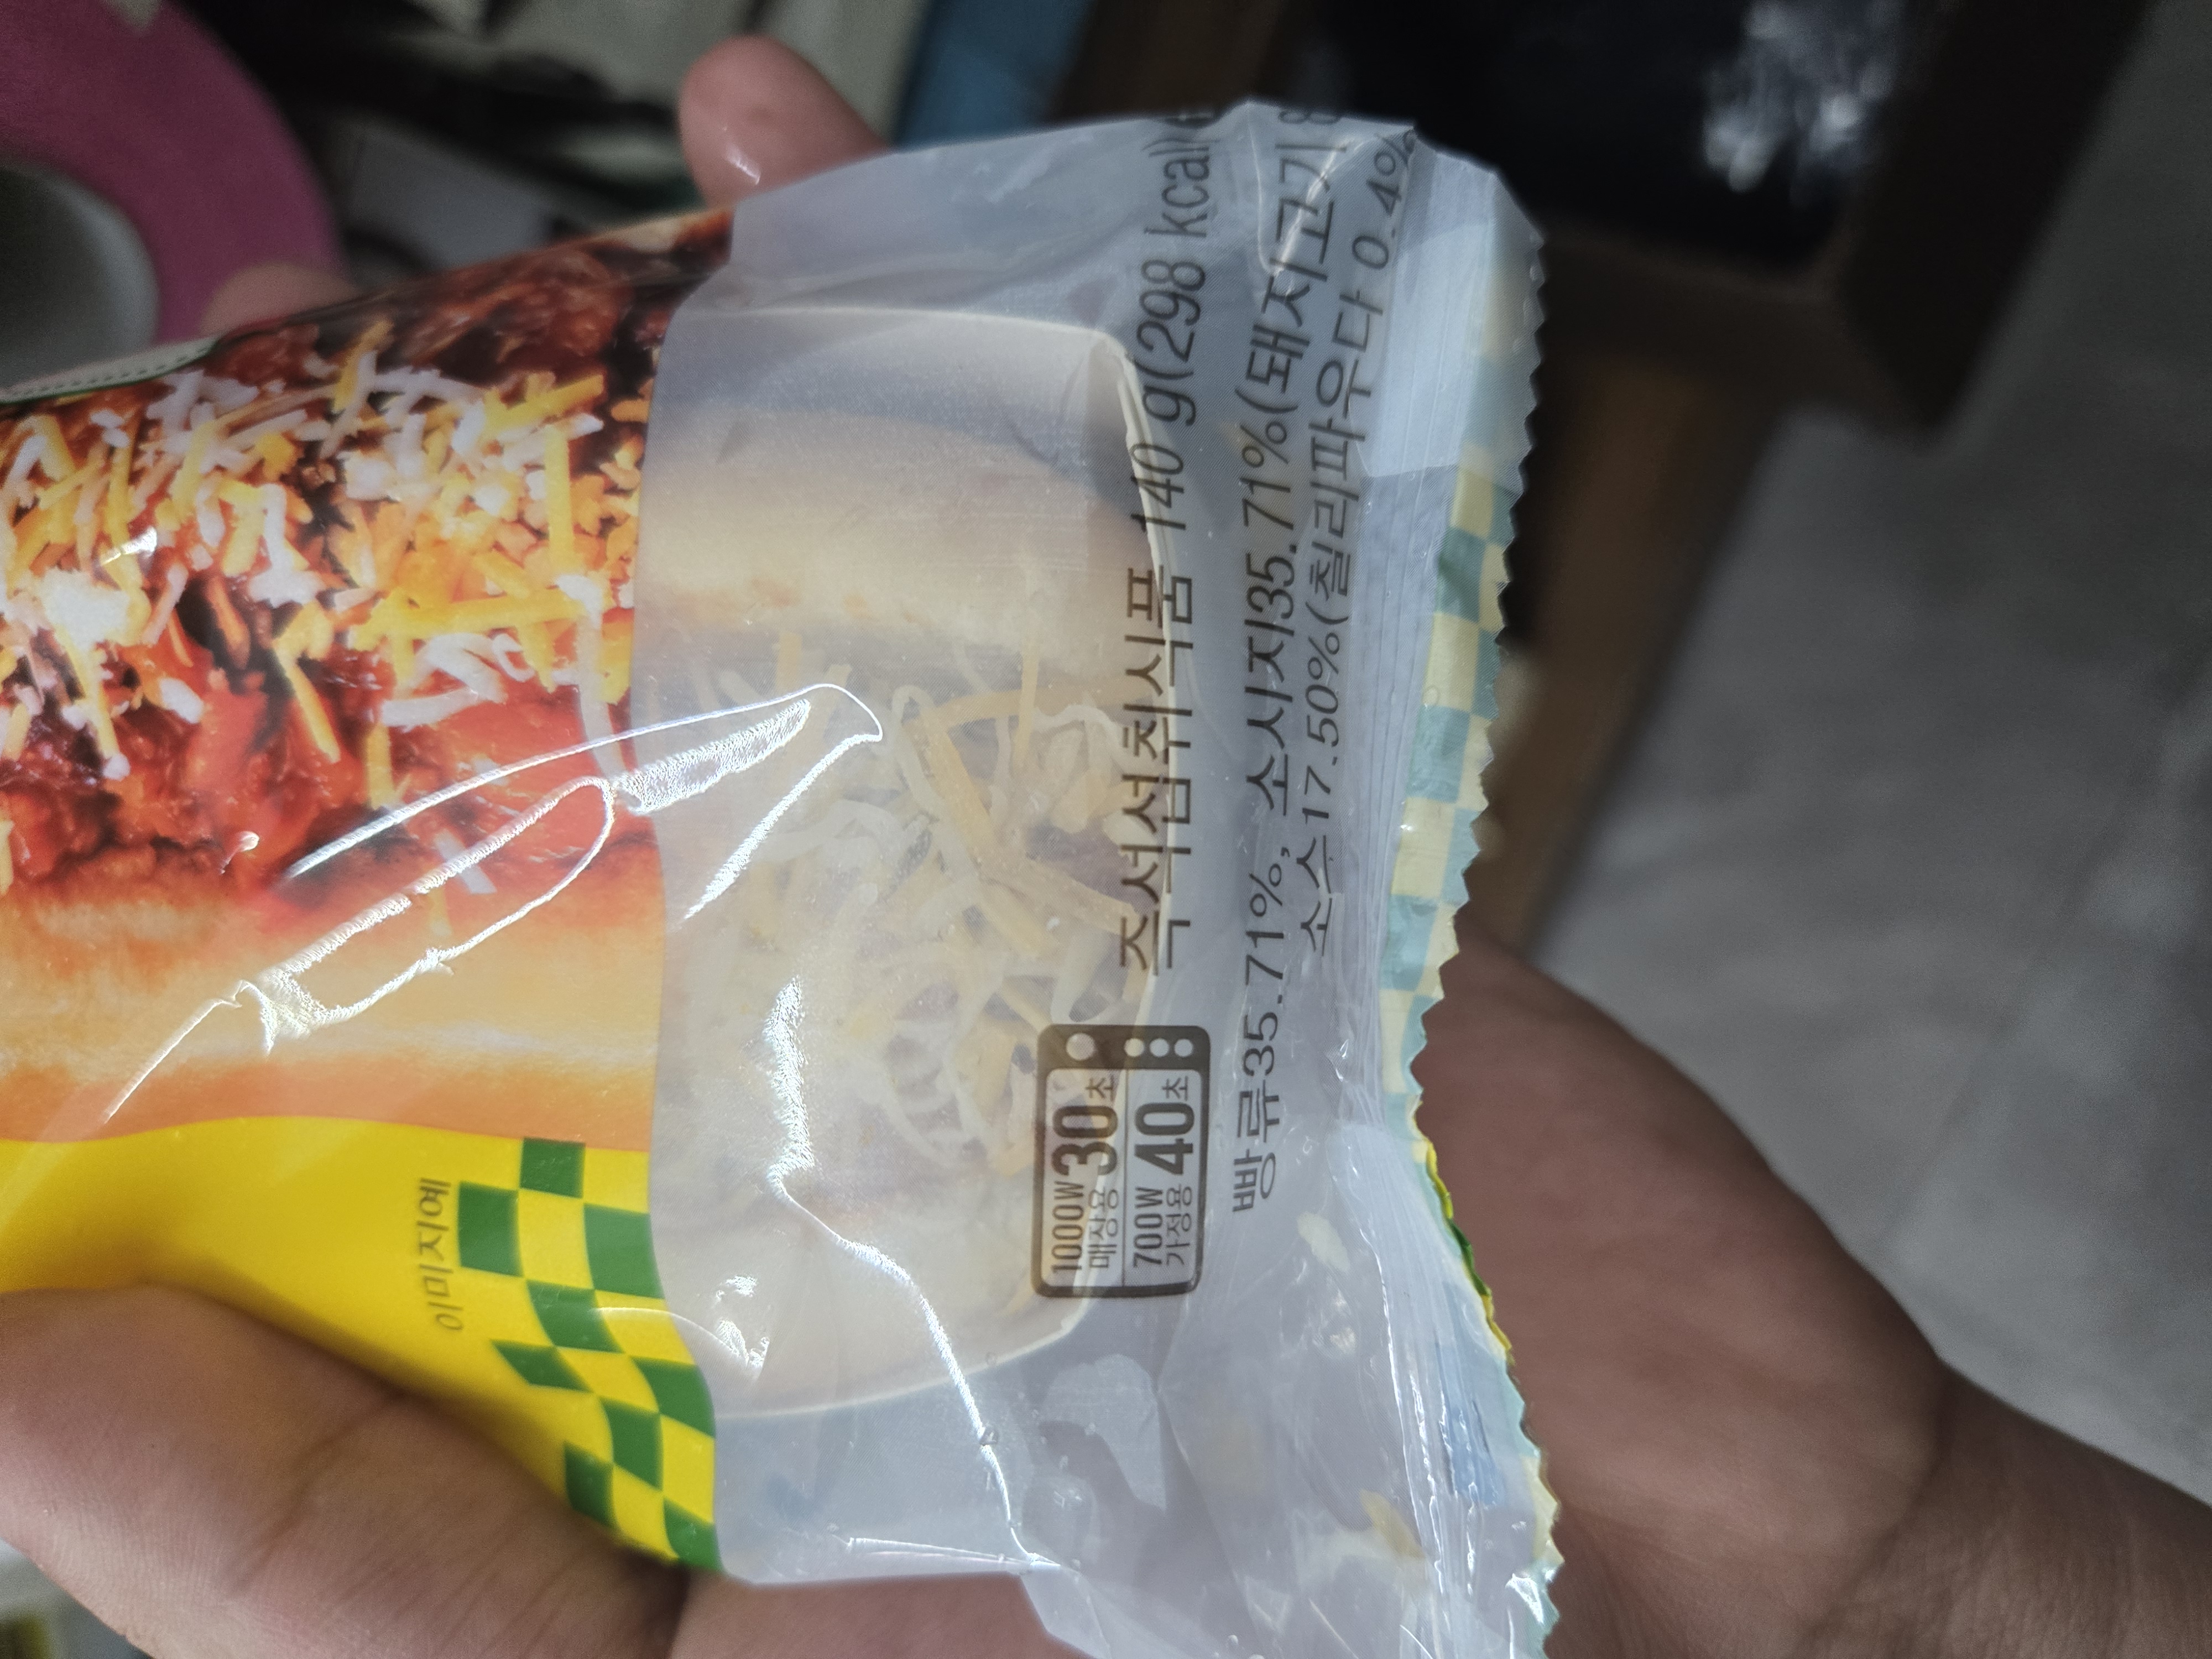 즉석섭취식품 140 g(298 kcal)
빵류35.71%, 소시지35.71%(돼지고기
소스17.50%(칠리파우다 0.4%
1000W 30초
매장용
700W 40초
가정용
이미지예